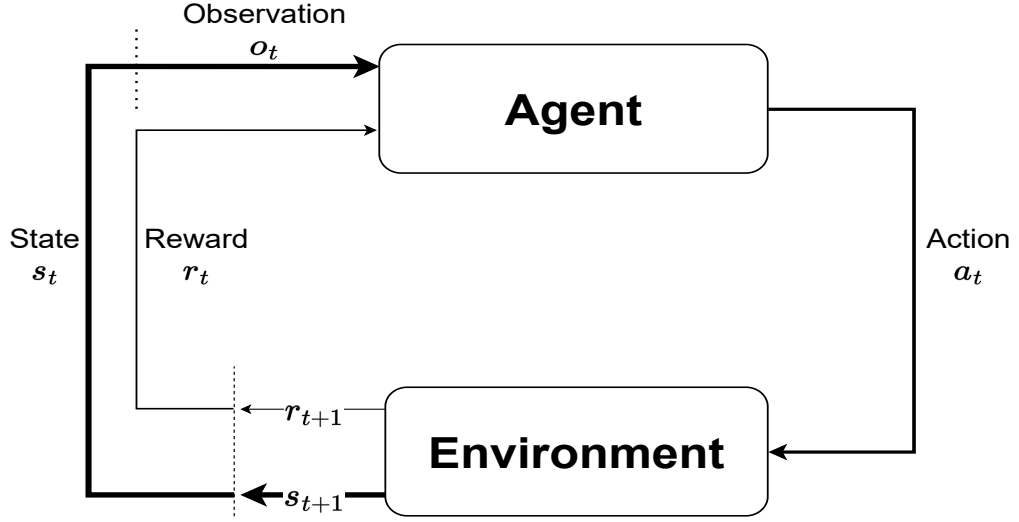 Observation
o_t
Agent
State
s_t
Reward
r_t
Action
a_t
r_{t+1}
Environment
s_{t+1}